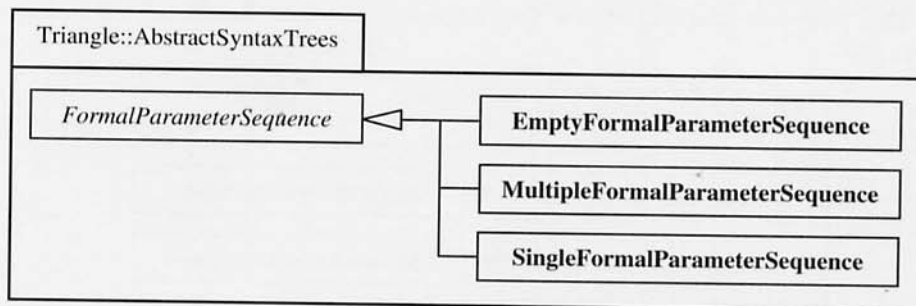 Triangle::AbstractSyntaxTrees
FormalParameterSequence
EmptyFormalParameterSequence
MultipleFormalParameterSequence
SingleFormalParameterSequence